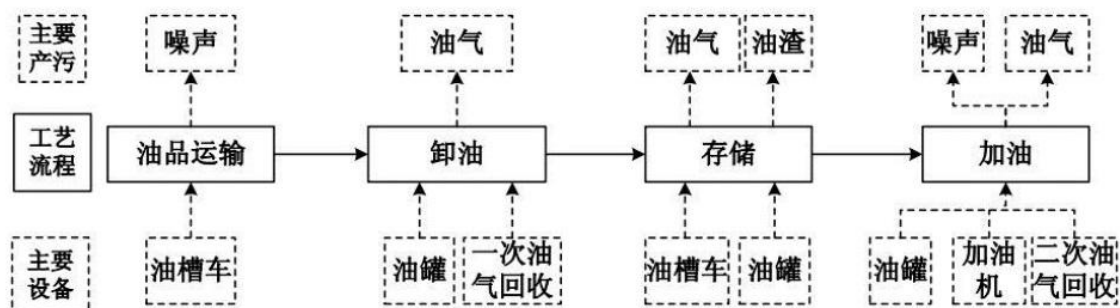 主要
产污
噪声
油气
油气
油渣
噪声
油气
工艺
流程
油品运输
卸油
存储
加油
主要
设备
油槽车
油罐
一次油
气回收
油槽车
油罐
油罐
加油
机
二次油
气回收